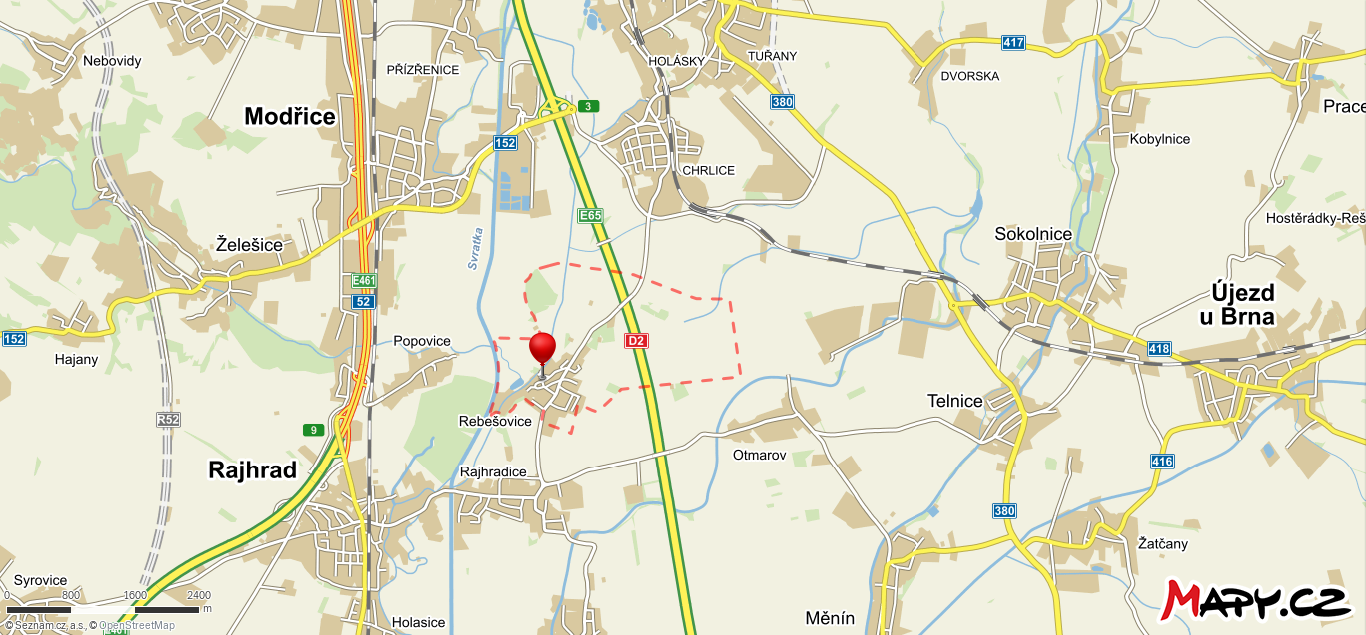 HOLÁSKY
TUŘANY
417
Nebovidy
PŘÍZŘENICE
DVORSKA
380
3
Prace
Modřice
152
Kobylnice
CHRLICE
E65
Hostěrádky-Reš
Sokolnice
Želešice
Svratka
E461
52
Újezd
u Brna
152
Popovice
D2
418
Hajany
Telnice
R52
Rebešovice
9
Otmarov
416
Rajhrad
Rajhradice
380
Žatčany
Syrovice
0 800 1600 2400
m
Holasice
Měnín
Mapy.cz
© Seznam.cz, a.s., © OpenStreetMap
E461